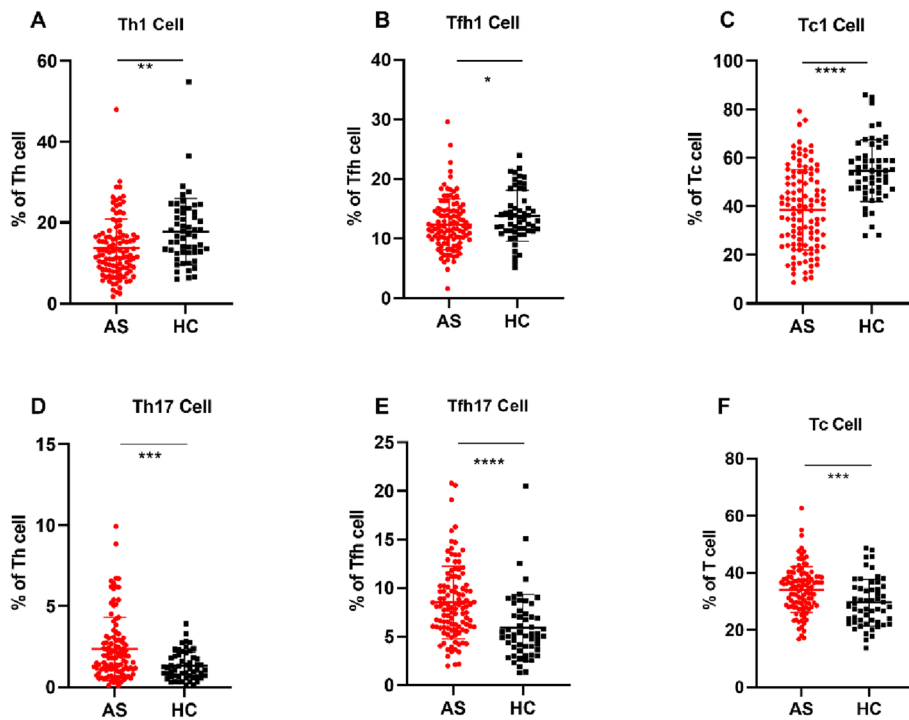 A
Th1 Cell
% of Th cell
60
40
20
0
**
AS
HC
B
Tfh1 Cell
% of Tfh cell
40
30
20
10
0
*
AS
HC
C
Tc1 Cell
% of Tc cell
100
80
60
40
20
0
****
AS
HC
D
Th17 Cell
% of Th cell
15
10
5
0
***
AS
HC
E
Tfh17 Cell
% of Tfh cell
25
20
15
10
5
0
****
AS
HC
F
Tc Cell
% of T cell
80
60
40
20
0
***
AS
HC